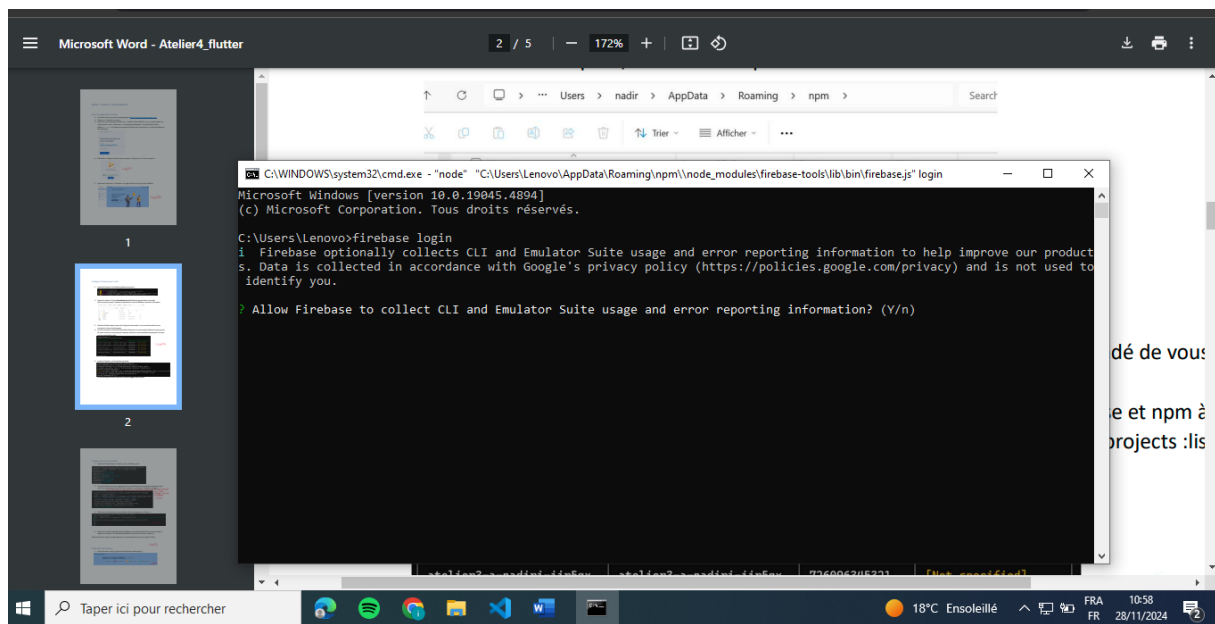 Microsoft Word - Atelier4_flutter
2 / 5
172%
Users > nadir > AppData > Roaming > npm >
Search
Trier
Afficher
C:\WINDOWS\system32\cmd.exe - "node" "C:\Users\Lenovo\AppData\Roaming\npm\\node_modules\firebase-tools\lib\bin\firebase.js" login
Microsoft Windows [version 10.0.19045.4894]
(c) Microsoft Corporation. Tous droits réservés.
C:\Users\Lenovo>firebase login
i  Firebase optionally collects CLI and Emulator Suite usage and error reporting information to help improve our product
s. Data is collected in accordance with Google's privacy policy (https://policies.google.com/privacy) and is not used to
identify you.
? Allow Firebase to collect CLI and Emulator Suite usage and error reporting information? (Y/n)
1
2
dé de vous
e et npm à
projects :lis
Taper ici pour rechercher
18°C Ensoleillé
FRA
FR
10:58
28/11/2024
2